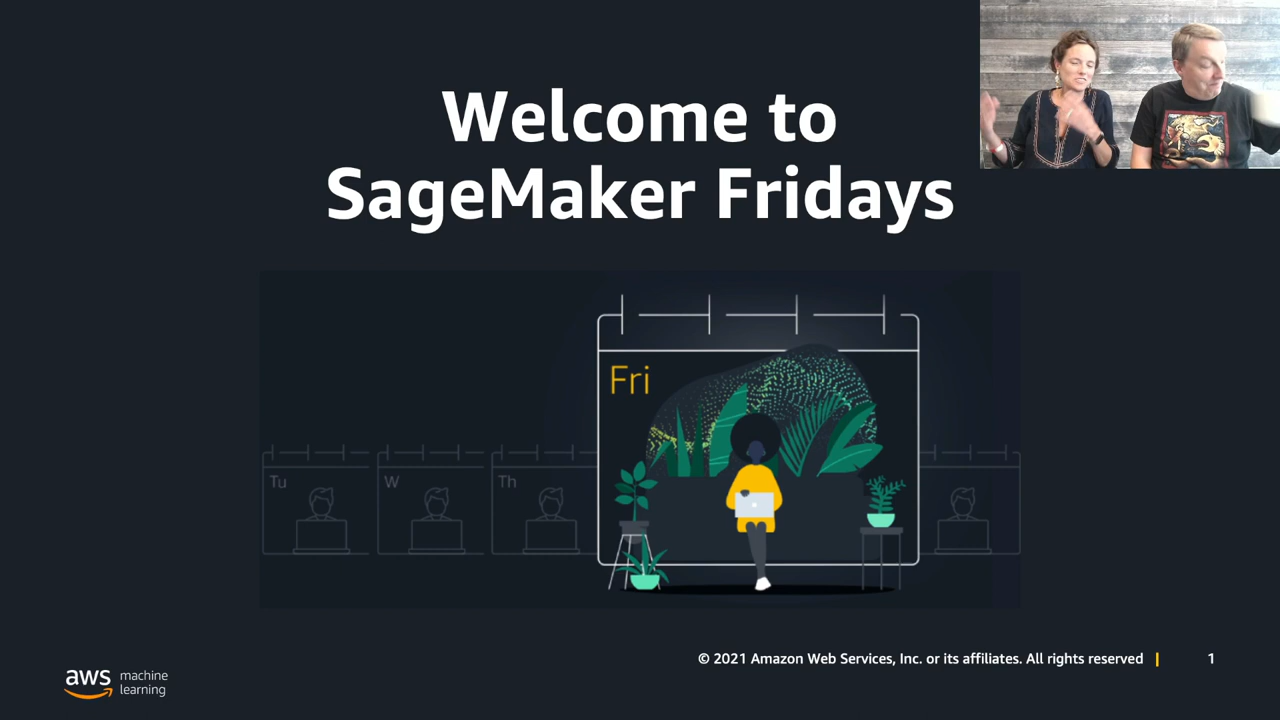 Welcome to
SageMaker Fridays
Fri
Tu
W
Th
© 2021 Amazon Web Services, Inc. or its affiliates. All rights reserved
1
aws machine
learning